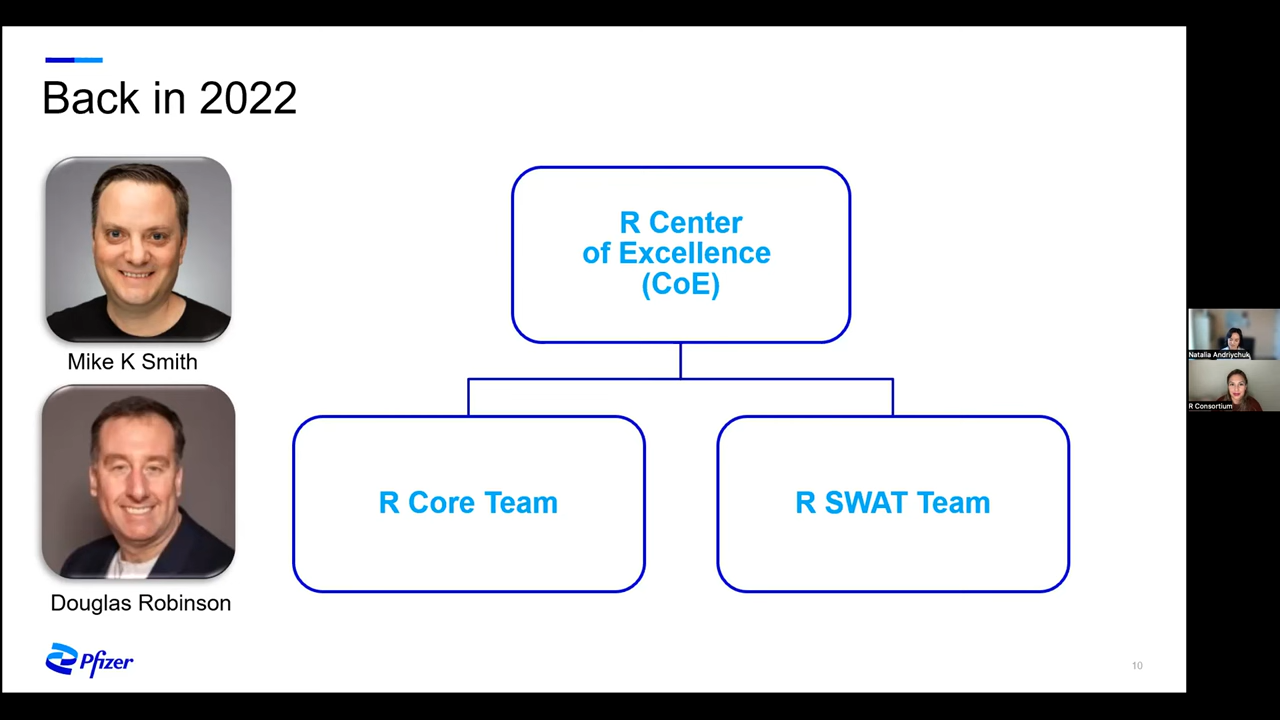 Back in 2022
Mike K Smith
Douglas Robinson
R Center
of Excellence
(CoE)
R Core Team
R SWAT Team
Pfizer
10
Natalia Andriychuk
R Consortium